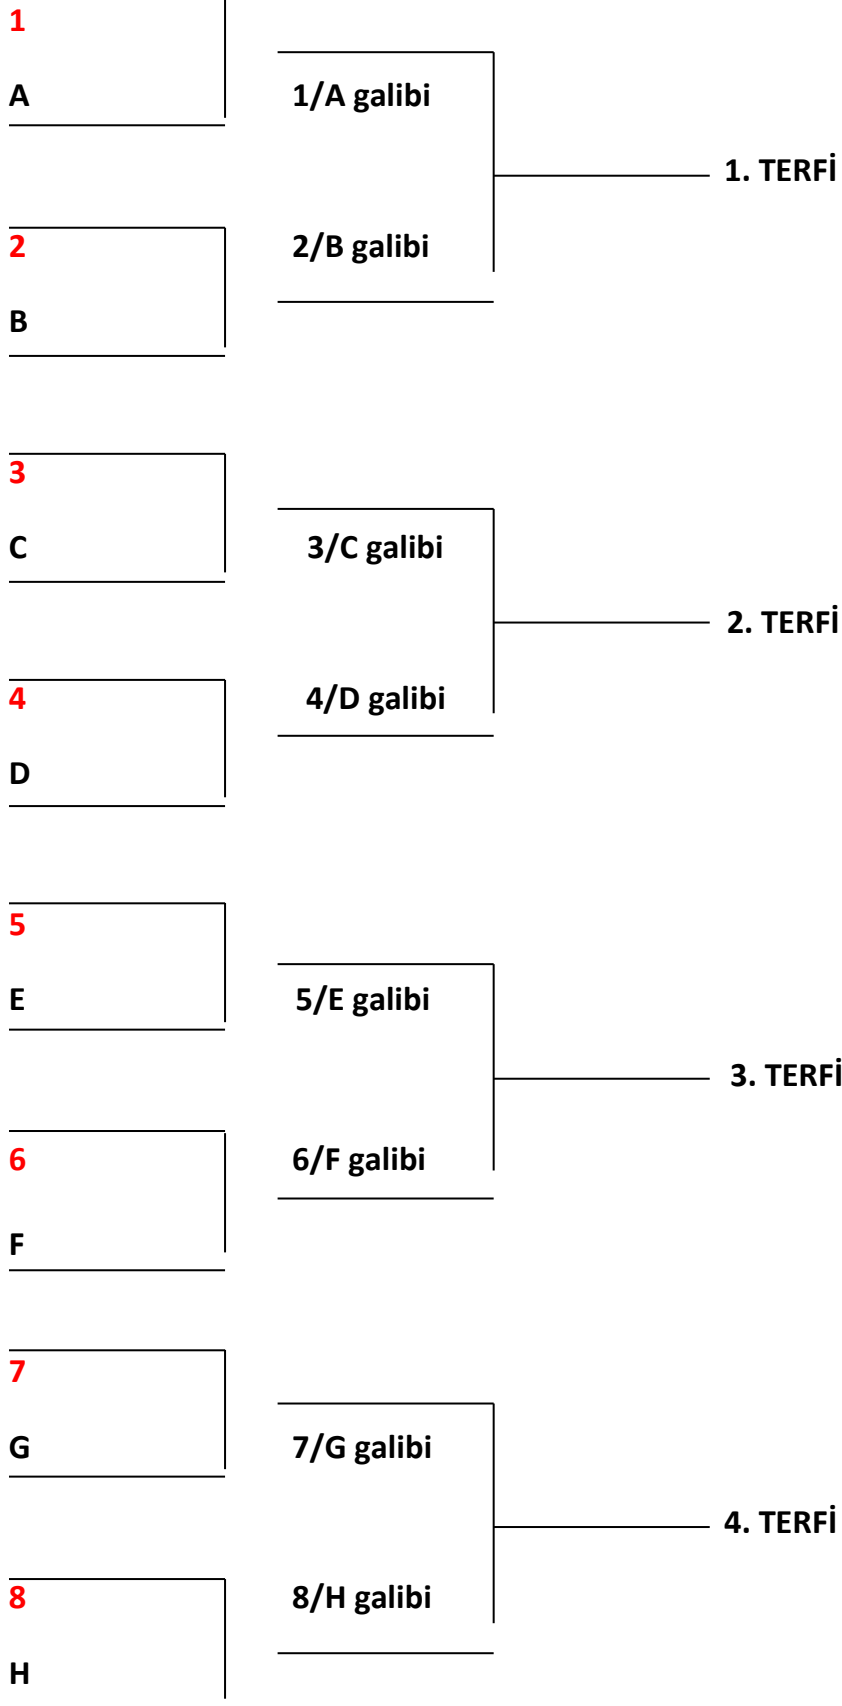 1
A
1/A galibi
1. TERFİ
2
2/B galibi
B
3
C
3/C galibi
2. TERFİ
4
4/D galibi
D
5
E
5/E galibi
3. TERFİ
6
6/F galibi
F
7
G
7/G galibi
4. TERFİ
8
8/H galibi
H